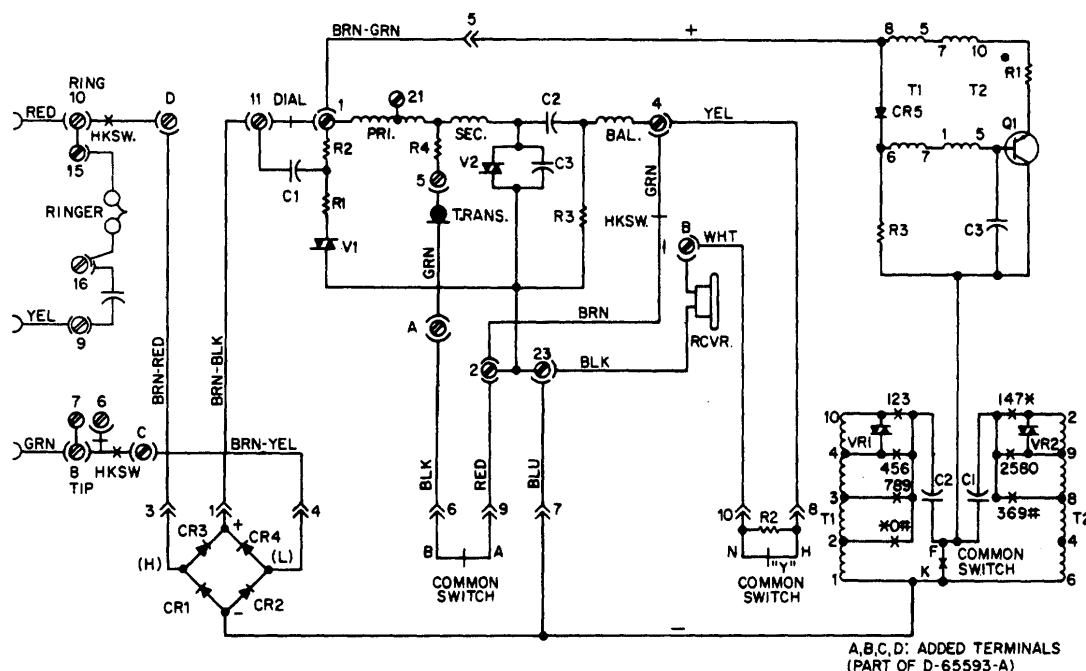 BRN-GRN
5
+
8
5
7
10
RING
10
D
11
DIAL
1
21
C2
4
R1
RED
HKSW.
PRI.
SEC.
BAL.
YEL
T1
T2
CR5
15
R2
R4
V2
C3
Q1
6
7
1
5
C1
5
GRN
RINGER
R1
TRANS.
R3
HKSW.
B
WHT
R3
C3
16
V1
GRN
BRN
RCVR.
YEL
9
A
BRN-RED
BRN-BLK
2
23
BLK
7
6
123
147*
10
2
VR1
VR2
GRN
C
BRN-YEL
4
456
2580
9
B
HKSW
789
C2
C1
TIP
BLK
RED
BLU
3
369#
8
3
1
4
6
9
7
10
R2
8
T1
*0#
T2
CR3
+
CR4
2
F
COMMON
SWITCH
4
(H)
(L)
B
A
N
"Y"
H
K
CR1
CR2
COMMON
SWITCH
COMMON
SWITCH
1
6
-
-
A,B,C,D: ADDED TERMINALS
(PART OF D-65593-A)